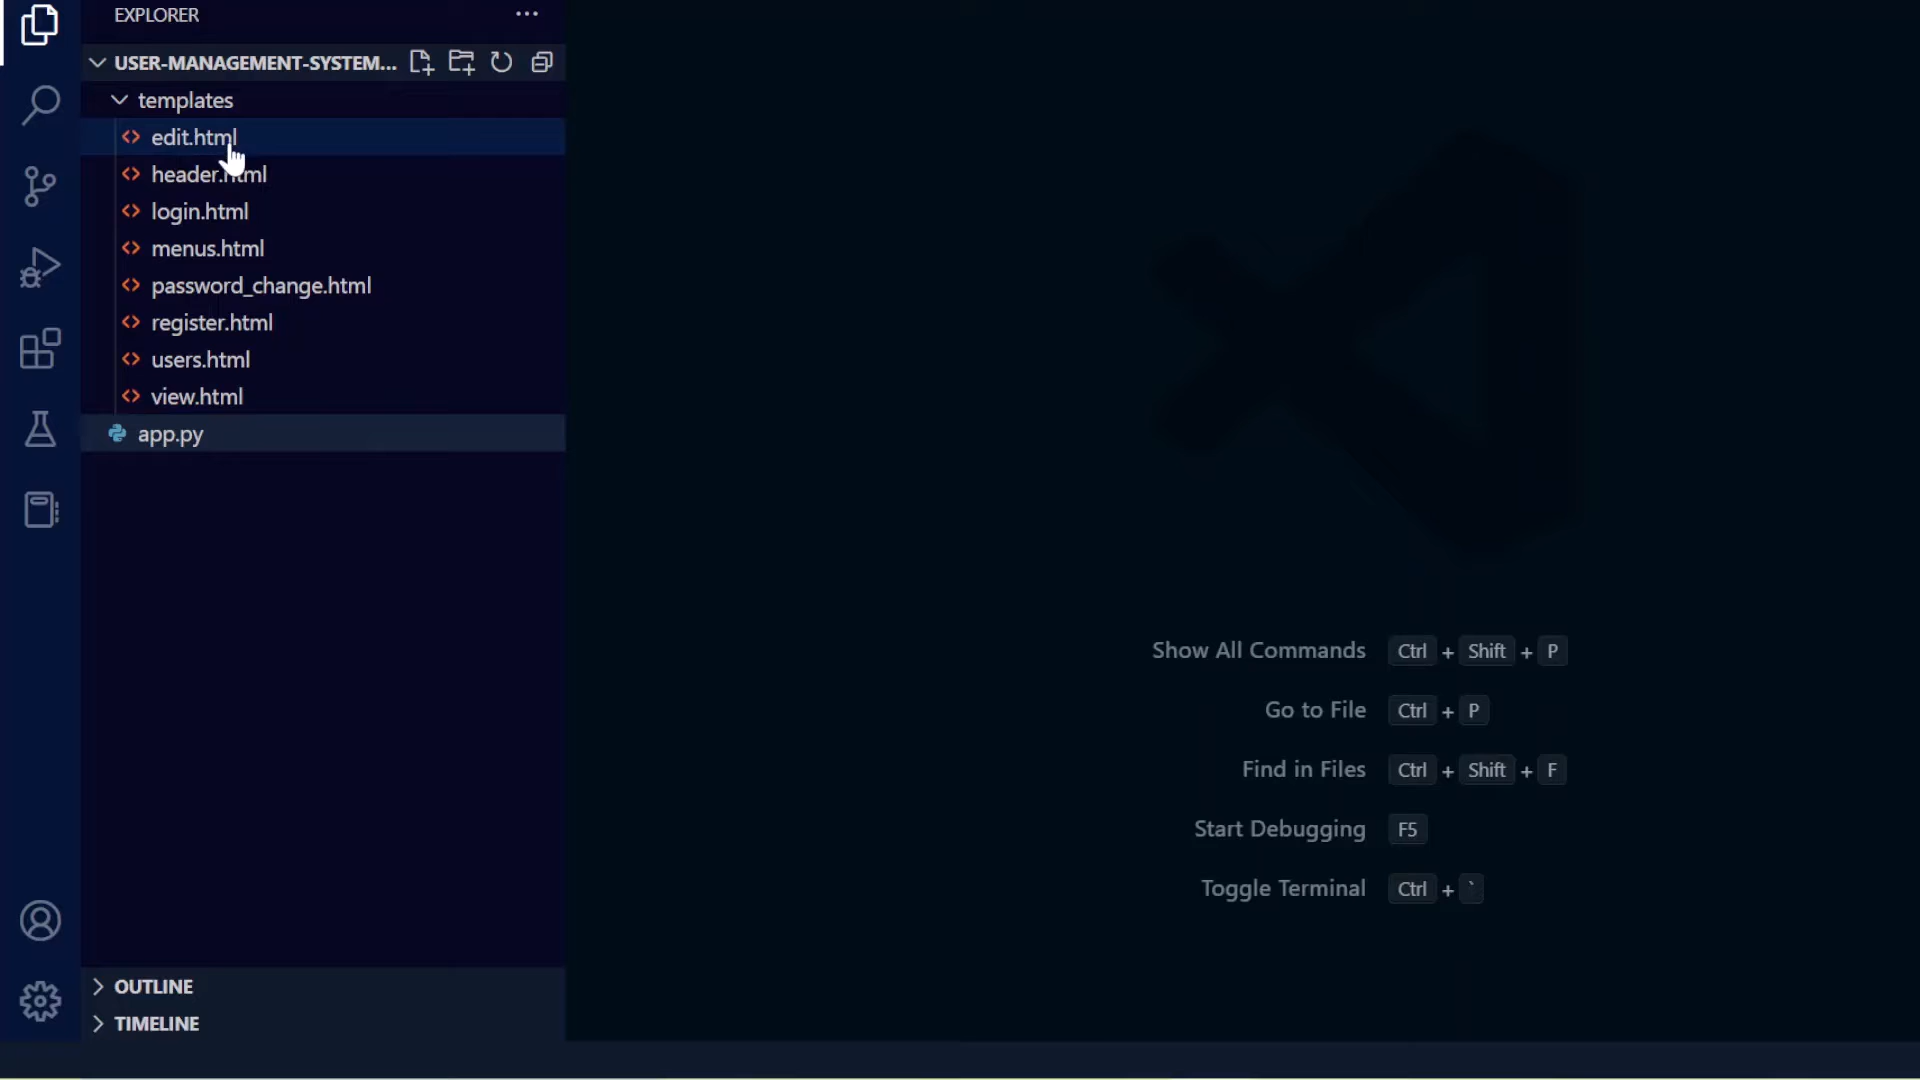 EXPLORER
USER-MANAGEMENT-SYSTEM...
templates
edit.html
header.html
login.html
menus.html
password_change.html
register.html
users.html
view.html
app.py
Show All Commands Ctrl + Shift + P
Go to File Ctrl + P
Find in Files Ctrl + Shift + F
Start Debugging F5
Toggle Terminal Ctrl + `
OUTLINE
TIMELINE